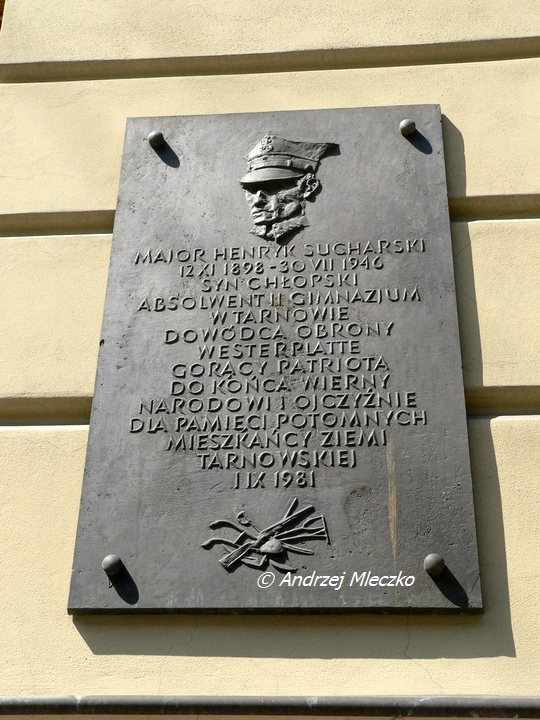 MAJOR HENRYK SUCHARSKI
12 XI 1898 - 30 VII 1946
SYN CHŁOPSKI
ABSOLWENT II GIMNAZJUM
W TARNOWIE
DOWÓDCA OBRONY
WESTERPLATTE
GORĄCY PATRIOTA
DO KOŃCA WIERNY
NARODOWI I OJCZYŹNIE
DLA PAMIĘCI POTOMNYCH
MIESZKAŃCY ZIEMI
TARNOWSKIEJ
1 IX 1981
© Andrzej Mleczko